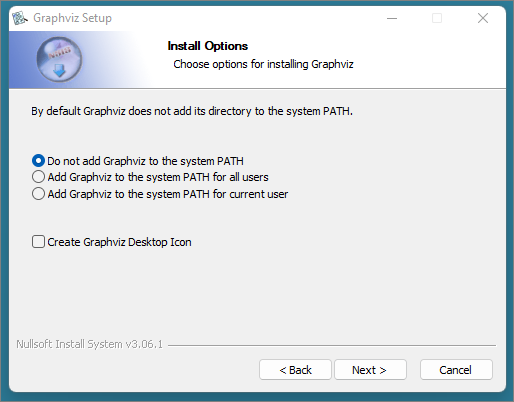 Graphviz Setup
Install Options
Choose options for installing Graphviz
By default Graphviz does not add its directory to the system PATH.
Do not add Graphviz to the system PATH
Add Graphviz to the system PATH for all users
Add Graphviz to the system PATH for current user
Create Graphviz Desktop Icon
Nullsoft Install System v3.06.1
< Back
Next >
Cancel